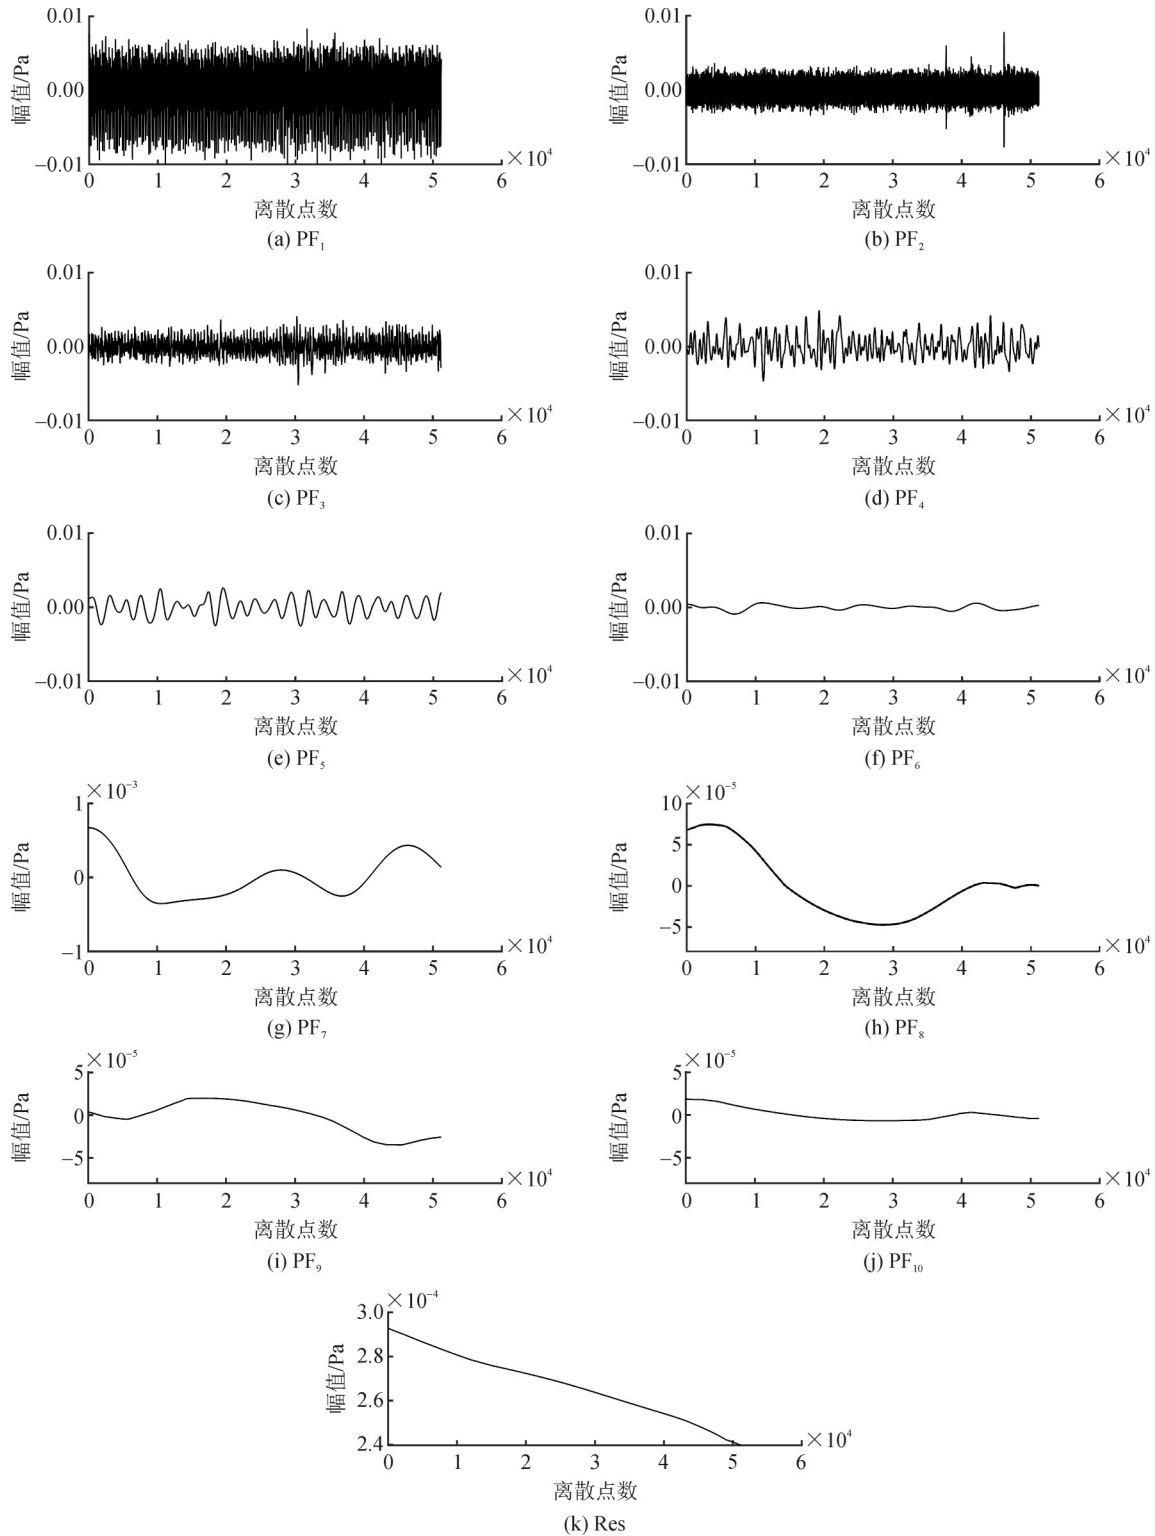 0.01 0.01
幅值/Pa 0.00 幅值/Pa 0.00
−0.01 ×10⁴ −0.01 ×10⁴
0 1 2 3 4 5 6 0 1 2 3 4 5 6
离散点数 离散点数
(a) PF₁ (b) PF₂
0.01 0.01
幅值/Pa 0.00 幅值/Pa 0.00
−0.01 ×10⁴ −0.01 ×10⁴
0 1 2 3 4 5 6 0 1 2 3 4 5 6
离散点数 离散点数
(c) PF₃ (d) PF₄
0.01 0.01
幅值/Pa 0.00 幅值/Pa 0.00
−0.01 ×10⁴ −0.01 ×10⁴
0 1 2 3 4 5 6 0 1 2 3 4 5 6
离散点数 离散点数
(e) PF₅ (f) PF₆
×10⁻³ ×10⁻⁵
1 10
5
幅值/Pa 0 幅值/Pa 0
−5
−1 ×10⁴ ×10⁴
0 1 2 3 4 5 6 0 1 2 3 4 5 6
离散点数 离散点数
(g) PF₇ (h) PF₈
×10⁻⁵ ×10⁻⁵
5 5
幅值/Pa 0 幅值/Pa 0
−5 −5
×10⁴ ×10⁴
0 1 2 3 4 5 6 0 1 2 3 4 5 6
离散点数 离散点数
(i) PF₉ (j) PF₁₀
3.0 ×10⁻⁴
2.8
幅值/Pa
2.6
2.4 ×10⁴
0 1 2 3 4 5 6
离散点数
(k) Res